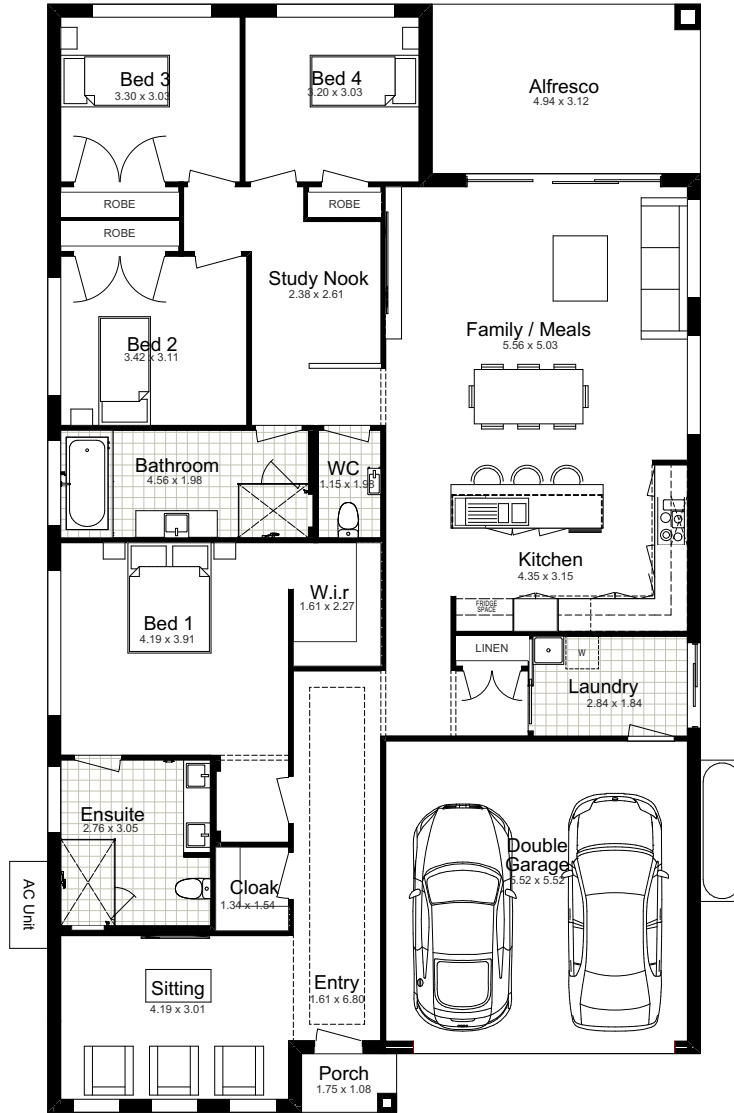 Bed 3
3.30 x 3.03
Bed 4
3.20 x 3.03
Alfresco
4.94 x 3.12
ROBE
ROBE
ROBE
Study Nook
2.38 x 2.61
Family / Meals
5.56 x 5.03
Bed 2
3.42 x 3.11
Bathroom
4.56 x 1.98
WC
1.15 x 1.98
Kitchen
4.35 x 3.15
W.i.r
1.61 x 2.27
FRIDGE
SPACE
Bed 1
4.19 x 3.91
LINEN
W
Laundry
2.84 x 1.84
Ensuite
2.76 x 3.05
Double
Garage
5.52 x 5.52
Cloak
1.34 x 1.54
AC Unit
Sitting
4.19 x 3.01
Entry
1.61 x 6.80
Porch
1.75 x 1.08